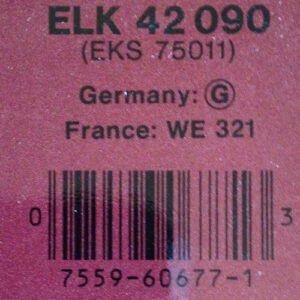 ELK 42 090
(EKS 75011)
Germany: Ⓖ
France: WE 321
0 3
7559-60677-1